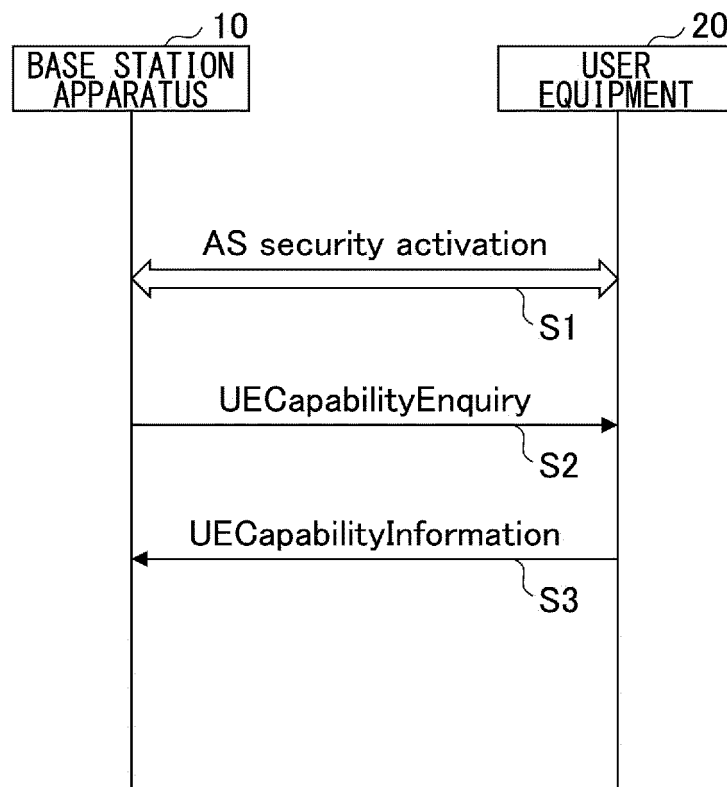 10
20
BASE STATION
APPARATUS
USER
EQUIPMENT
AS security activation
S1
UECapabilityEnquiry
S2
UECapabilityInformation
S3